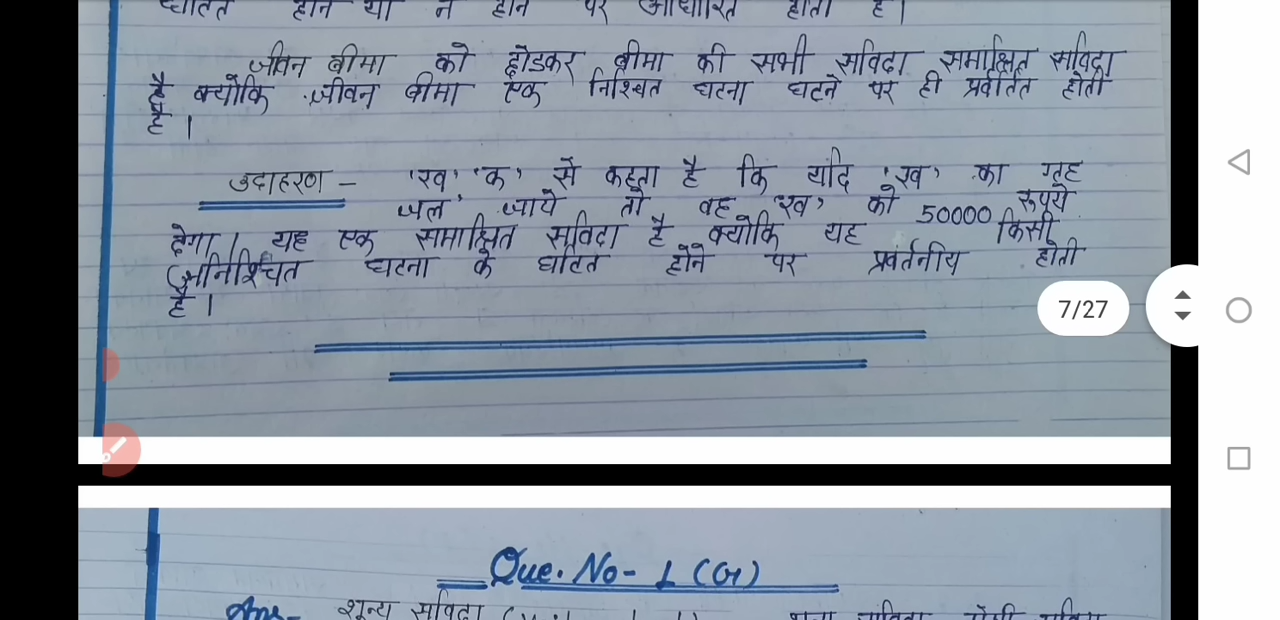 घटित होने या न होने पर आधारित होता है।
जीवन बीमा को छोडकर बीमा की सभी संविदा समाश्रित संविदा
है क्योंकि जीवन बीमा एक निश्चित घटना घटने पर ही प्रवर्तित होती
है।
उदाहरण - 'ख' 'क' से कहता है कि यदि 'ख' का गृह
जल जाये तो वह 'ख' को 50000 रूपये
देगा। यह एक समाश्रित संविदा है क्योंकि यह किसी
अनिश्चित घटना के घटित होने पर प्रवर्तनीय होती
है।
7/27
Que. No - 1 (G)
Ans- शून्य संविदा